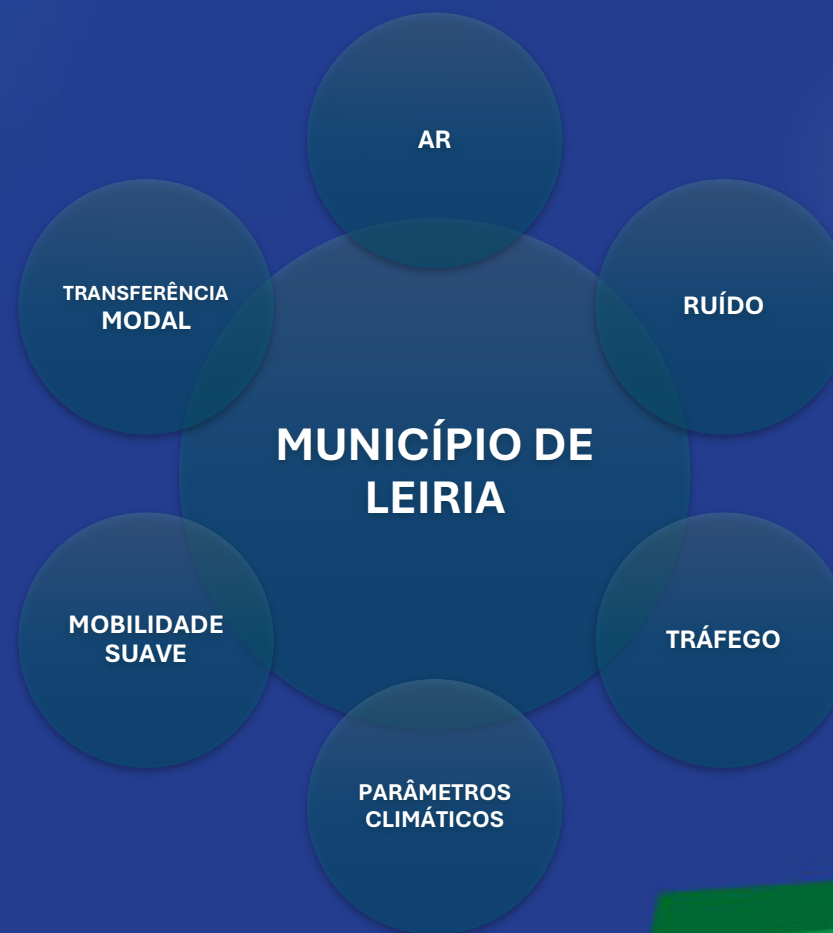 AR
TRANSFERÊNCIA
MODAL
RUÍDO
MUNICÍPIO DE
LEIRIA
MOBILIDADE
SUAVE
TRÁFEGO
PARÂMETROS
CLIMÁTICOS